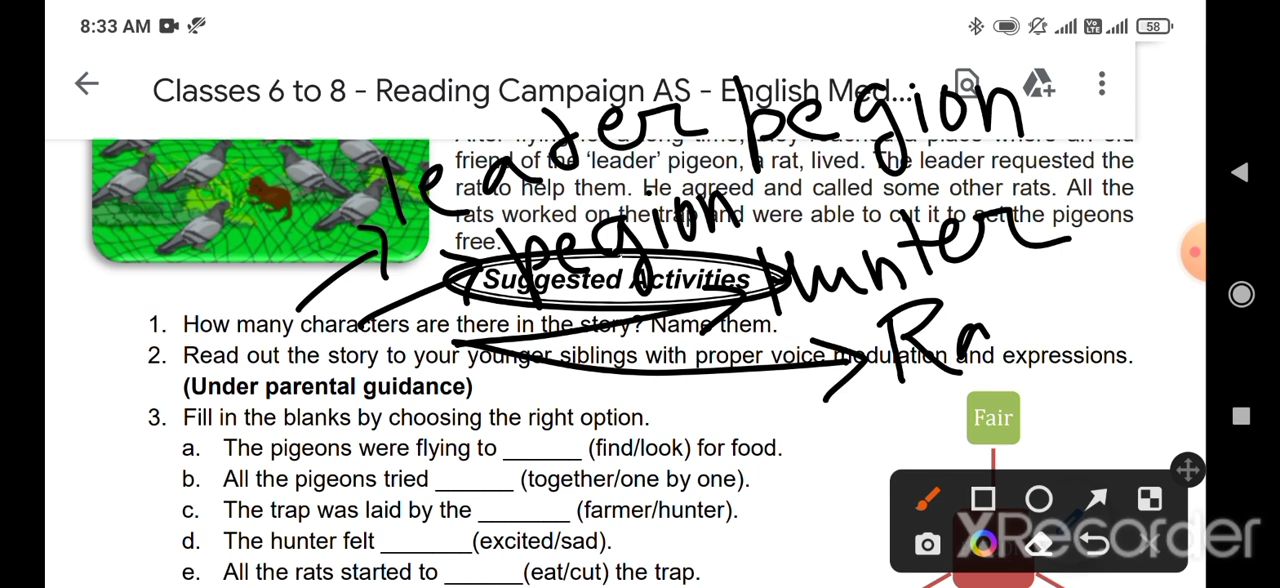 8:33 AM
58
Classes 6 to 8 - Reading Campaign AS - English Med...
leader begion
friend of the 'leader' pigeon, a rat, lived. The leader requested the
rat to help them. He agreed and called some other rats. All the
rats worked on the trap and were able to cut it to get the pigeons
free.
begion
Hunter
Suggested Activities
Ra
1. How many characters are there in the story? Name them.
2. Read out the story to your younger siblings with proper voice modulation and expressions.
(Under parental guidance)
3. Fill in the blanks by choosing the right option.
Fair
a. The pigeons were flying to ______ (find/look) for food.
b. All the pigeons tried ______ (together/one by one).
c. The trap was laid by the _______ (farmer/hunter).
d. The hunter felt _______(excited/sad).
e. All the rats started to ______(eat/cut) the trap.
XRecorder